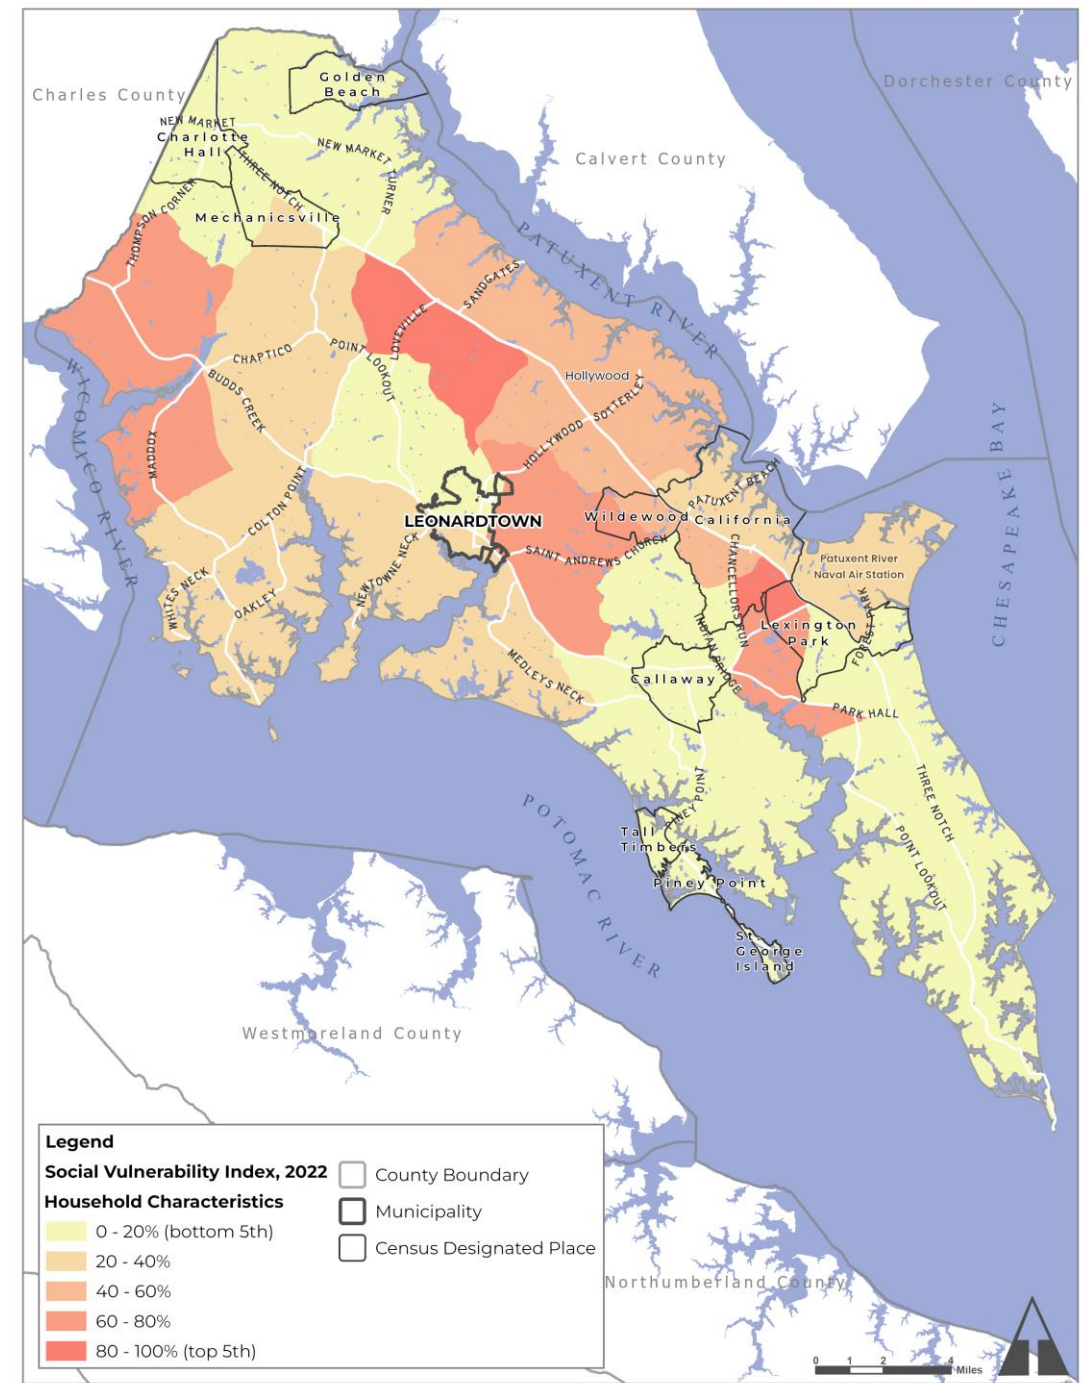 Charles County
Golden
Beach
Dorchester County
NEW MARKET
Charlotte
Hall
NEW MARKET TURNER
Calvert County
THREE NOTCH
THOMPSON CORNER
Mechanicsville
PATUXENT RIVER
SANDGATES
LOVEVILLE
CHAPTICO
POINT LOOKOUT
WICOMICO RIVER
BUDDS CREEK
Hollywood
HOLLYWOOD
SOTTERLEY
MADDOX
COLTON POINT
CHESAPEAKE BAY
PATUXENT BEACH
LEONARDTOWN
Wildewood
California
SAINT ANDREWS CHURCH
NEWTOWNE NECK
CHANCELLORS RUN
Patuxent River
Naval Air Station
WHITES NECK
OAKLEY
Lexington
Park
FOREST PARK
INDIAN BRIDGE
MEDLEYS NECK
Callaway
PARK HALL
PINEY POINT
THREE NOTCH
POTOMAC RIVER
Tall
Timbers
POINT LOOKOUT
Piney Point
St.
George
Island
Westmoreland County
Northumberland County
Legend
Social Vulnerability Index, 2022
Household Characteristics
0 - 20% (bottom 5th)
20 - 40%
40 - 60%
60 - 80%
80 - 100% (top 5th)
County Boundary
Municipality
Census Designated Place
0 1 2 4 Miles